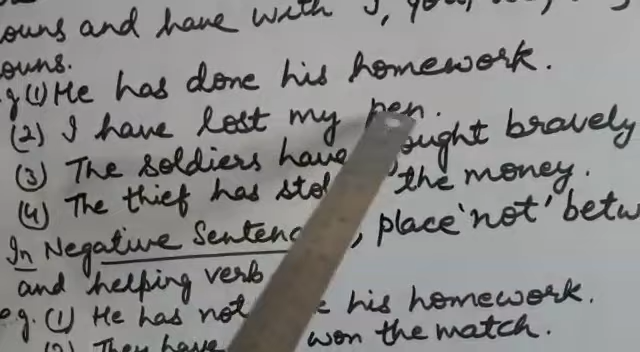 ouns and have with I, you,
ouns.
.g (1) He has done his homework.
(2) I have lost my pen.
(3) The soldiers have ought bravely
(4) The thief has sto the money.
In Negative Sentenc , place 'not' betw
and helping verb
e.g. (1) He has not e his homework.
(2) They have won the match.